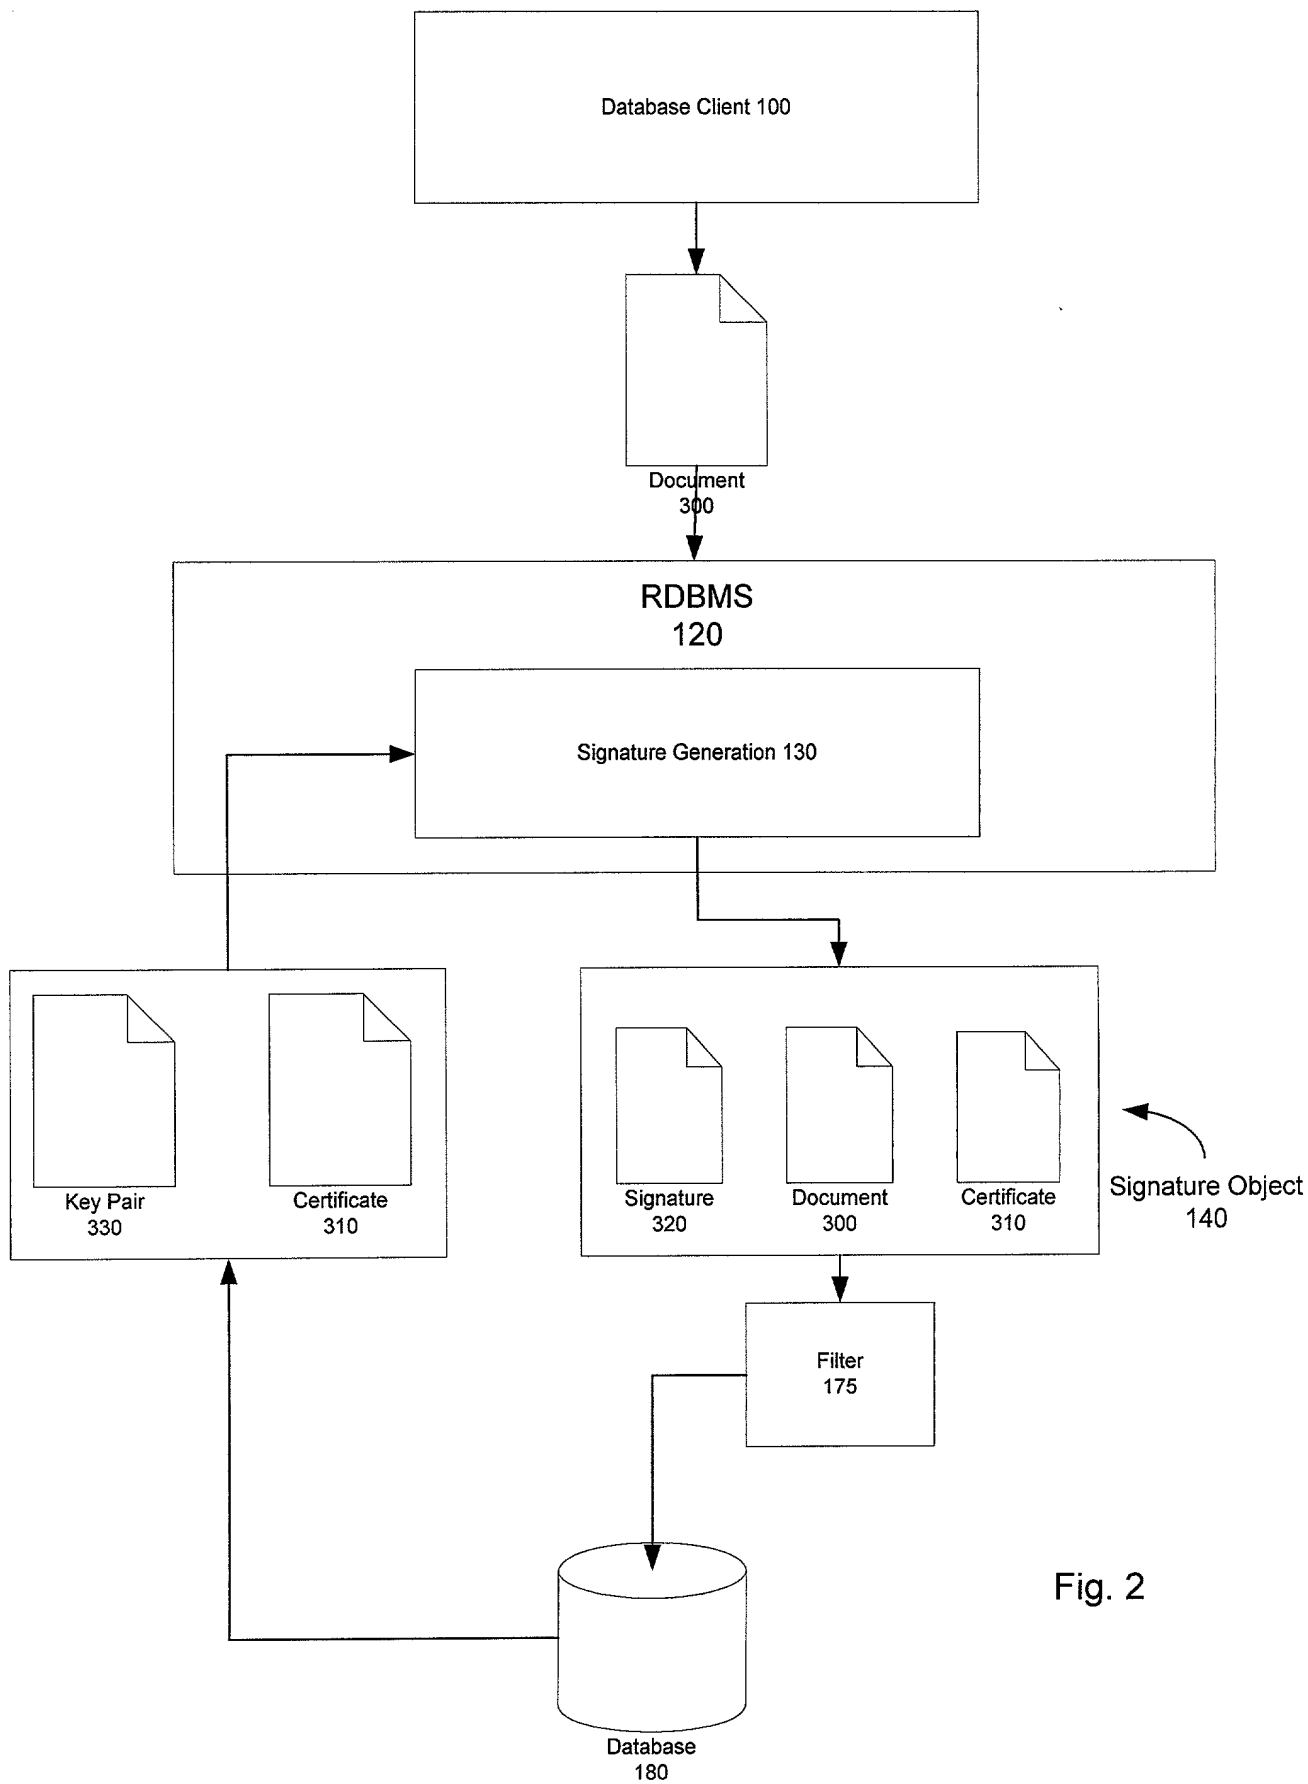 Database Client 100
Document
300
RDBMS
120
Signature Generation 130
Key Pair
330
Certificate
310
Signature
320
Document
300
Certificate
310
Signature Object
140
Filter
175
Fig. 2
Database
180